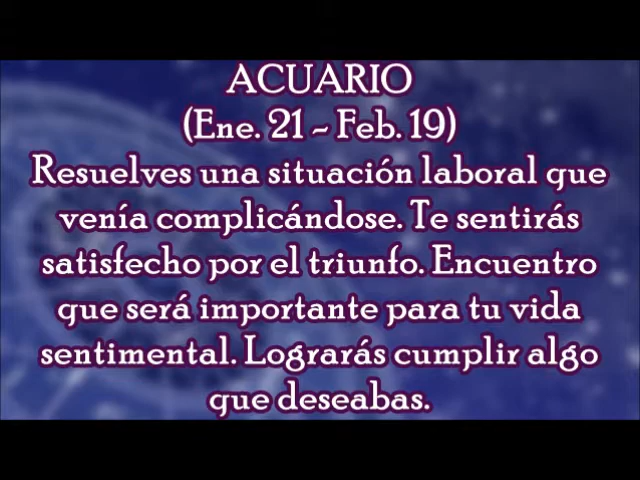 ACUARIO
(Ene. 21 - Feb. 19)
Resuelves una situación laboral que
venía complicándose. Te sentirás
satisfecho por el triunfo. Encuentro
que será importante para tu vida
sentimental. Lograrás cumplir algo
que deseabas.